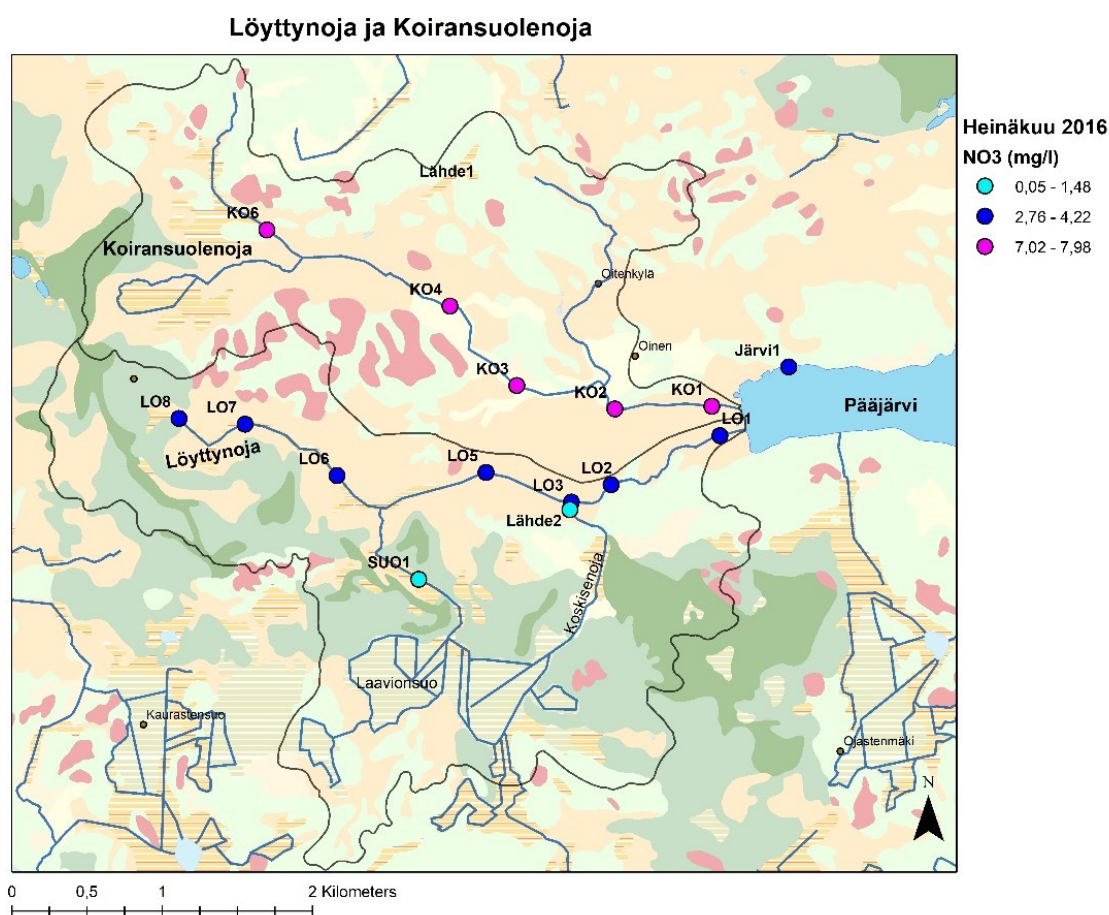 Löyttynoja ja Koiransuolenoja
Heinäkuu 2016
NO3 (mg/l)
0,05 - 1,48
2,76 - 4,22
7,02 - 7,98
Lähde1
KO6
Koiransuolenoja
Oitenkylä
KO4
Oinen
Järvi1
KO3
KO2
KO1
Pääjärvi
LO8
LO7
LO1
Löyttynoja
LO6
LO5
LO2
LO3
Lähde2
SUO1
Koskisenoja
Laavionsuo
Kaurastensuo
Ojastenmäki
N
0 0,5 1 2 Kilometers